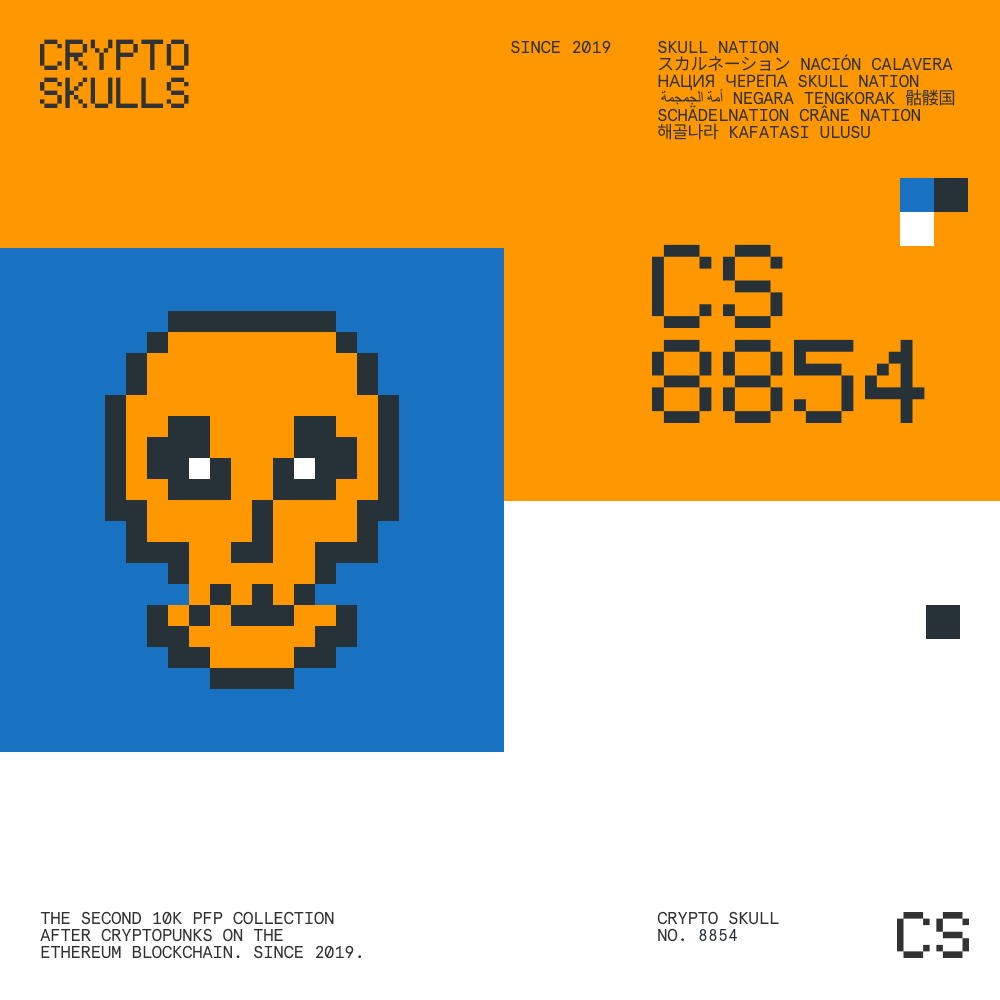 CRYPTO
SKULLS
SINCE 2019
SKULL NATION
スカルネーション NACIÓN CALAVERA
НАЦИЯ ЧЕРЕПА SKULL NATION
أمة الجمجمة NEGARA TENGKORAK 骷髅国
SCHÄDELNATION CRÂNE NATION
해골나라 KAFATASI ULUSU
CS
8854
THE SECOND 10K PFP COLLECTION
AFTER CRYPTOPUNKS ON THE
ETHEREUM BLOCKCHAIN. SINCE 2019.
CRYPTO SKULL
NO. 8854
CS